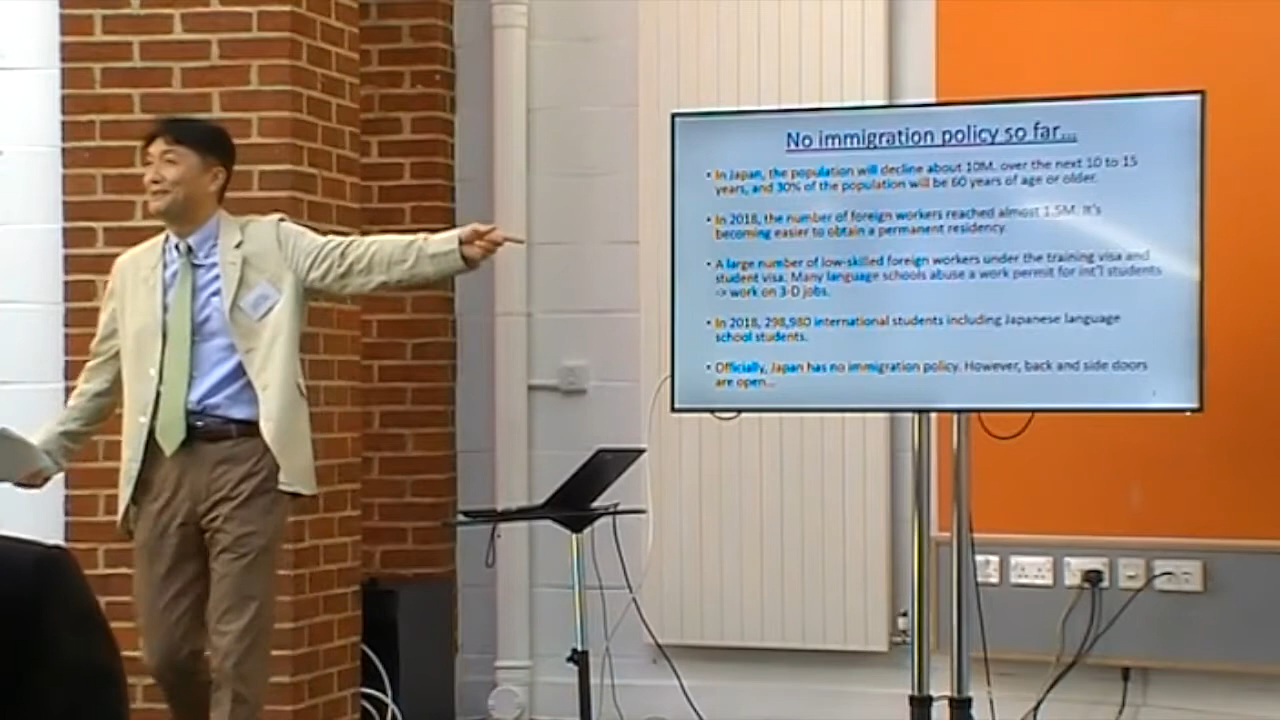 No immigration policy so far...
• In Japan, the population will decline about 10M. over the next 10 to 15
years, and 30% of the population will be 60 years of age or older.
• In 2018, the number of foreign workers reached almost 1.5M. It's
becoming easier to obtain a permanent residency.
• A large number of low-skilled foreign workers under the training visa and
student visa. Many language schools abuse a work permit for int'l students
-> work on 3-D jobs.
• In 2018, 298,980 international students including Japanese language
school students.
• Officially, Japan has no immigration policy. However, back and side doors
are open...